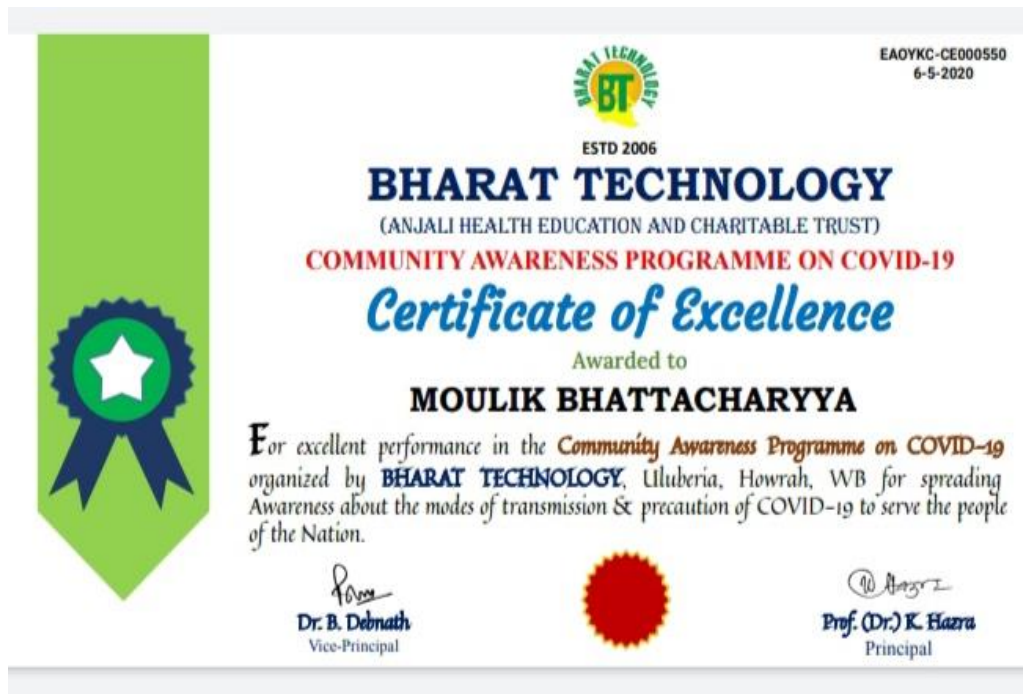 EAOYKC-CE000550
6-5-2020
BHARAT TECHNOLOGY
BT
ESTD 2006
BHARAT TECHNOLOGY
(ANJALI HEALTH EDUCATION AND CHARITABLE TRUST)
COMMUNITY AWARENESS PROGRAMME ON COVID-19
Certificate of Excellence
Awarded to
MOULIK BHATTACHARYYA
For excellent performance in the Community Awareness Programme on COVID-19
organized by BHARAT TECHNOLOGY, Uluberia, Howrah, WB for spreading
Awareness about the modes of transmission & precaution of COVID-19 to serve the people
of the Nation.
Dr. B. Debnath
Vice-Principal
Prof. (Dr.) K. Hazra
Principal